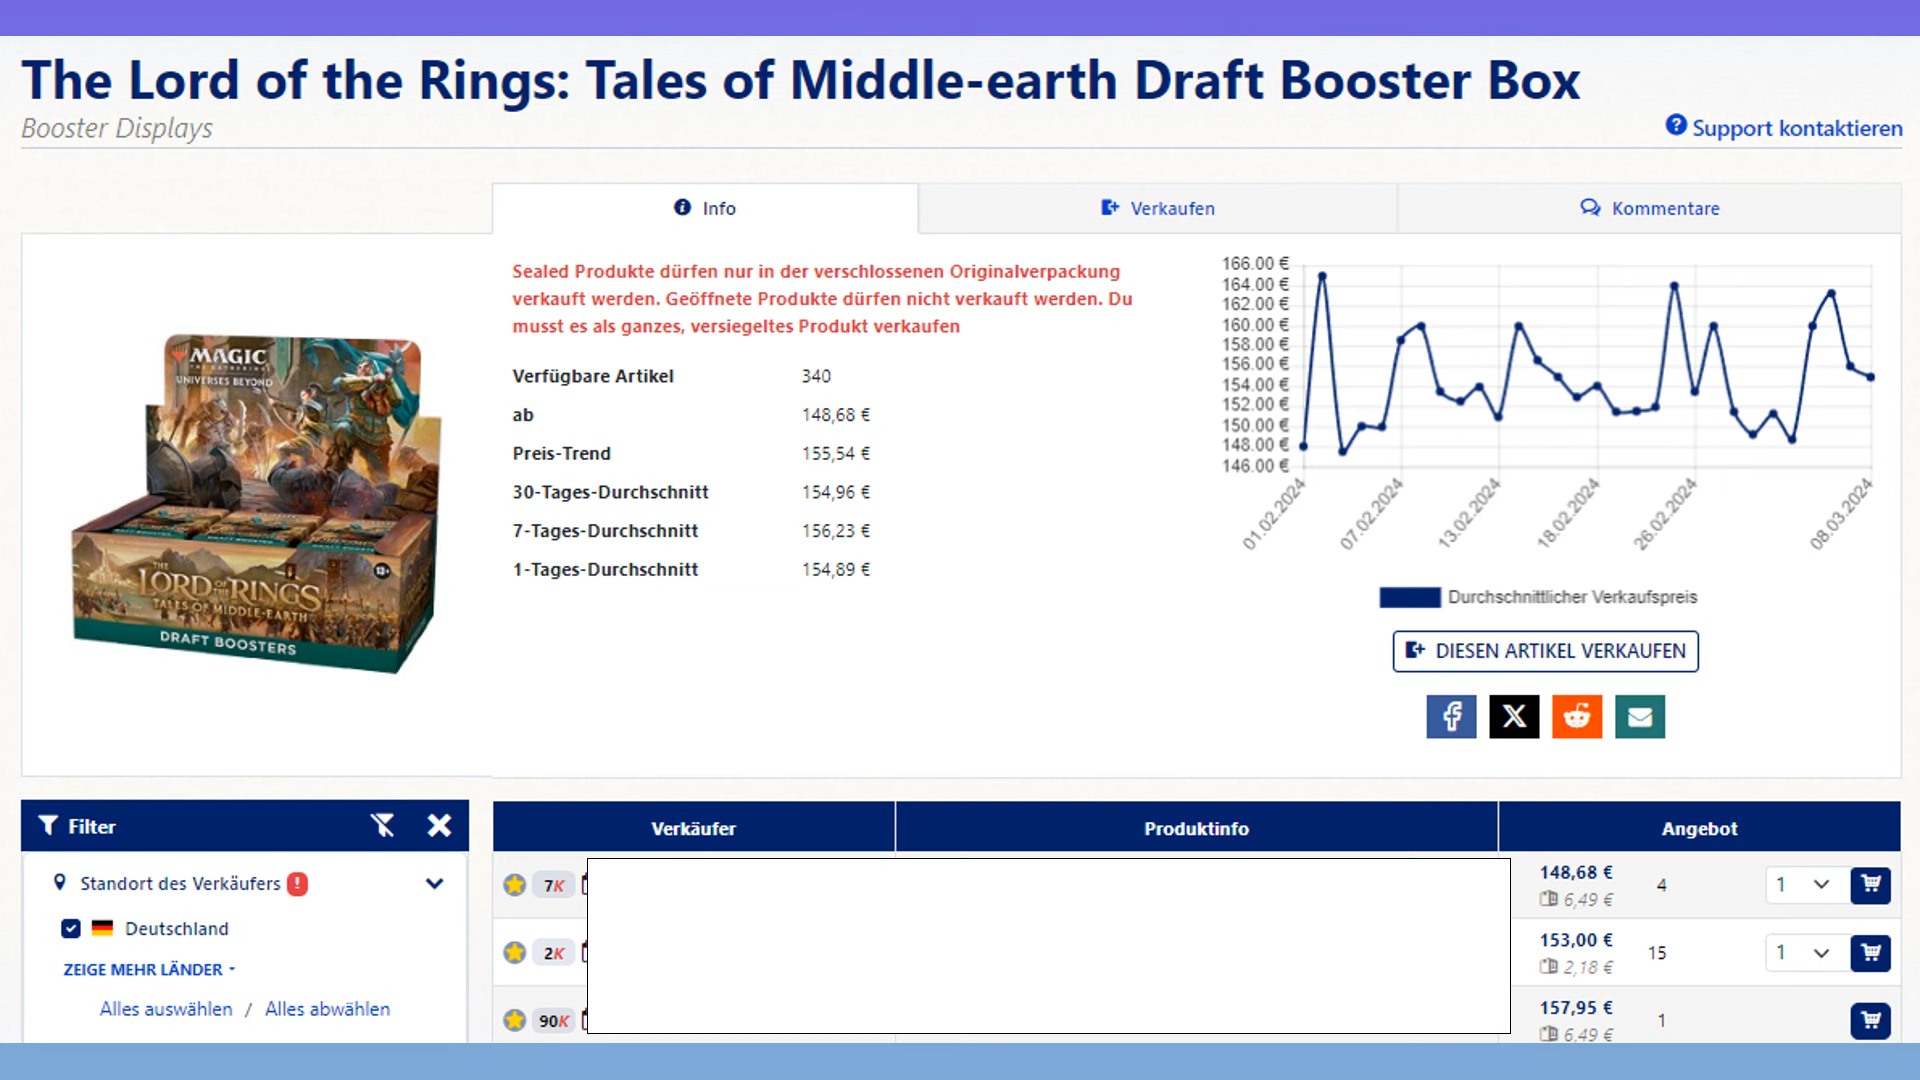 The Lord of the Rings: Tales of Middle-earth Draft Booster Box
Booster Displays
Support kontaktieren
Info
Verkaufen
Kommentare
MAGIC
THE GATHERING
UNIVERSES BEYOND
THE
LORD OF THE RINGS
TALES OF MIDDLE-EARTH
13+
DRAFT BOOSTERS
Sealed Produkte dürfen nur in der verschlossenen Originalverpackung
verkauft werden. Geöffnete Produkte dürfen nicht verkauft werden. Du
musst es als ganzes, versiegeltes Produkt verkaufen
Verfügbare Artikel 340
ab 148,68 €
Preis-Trend 155,54 €
30-Tages-Durchschnitt 154,96 €
7-Tages-Durchschnitt 156,23 €
1-Tages-Durchschnitt 154,89 €
166.00 €
164.00 €
162.00 €
160.00 €
158.00 €
156.00 €
154.00 €
152.00 €
150.00 €
148.00 €
146.00 €
01.02.2024
07.02.2024
13.02.2024
18.02.2024
26.02.2024
08.03.2024
Durchschnittlicher Verkaufspreis
DIESEN ARTIKEL VERKAUFEN
Filter
Standort des Verkäufers !
Deutschland
ZEIGE MEHR LÄNDER
Alles auswählen / Alles abwählen
Verkäufer Produktinfo Angebot
7K 148,68 € 4 1
6,49 €
2K 153,00 € 15 1
2,18 €
90K 157,95 € 1
6,49 €